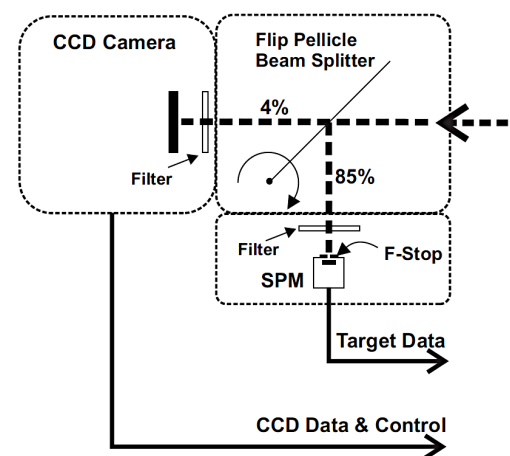 CCD Camera
Flip Pellicle
Beam Splitter
4%
Filter
85%
Filter
F-Stop
SPM
Target Data
CCD Data & Control